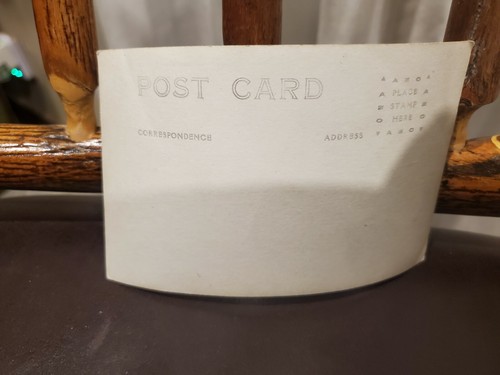 POST CARD
PLACE
STAMP
HERE
CORRESPONDENCE
ADDRESS